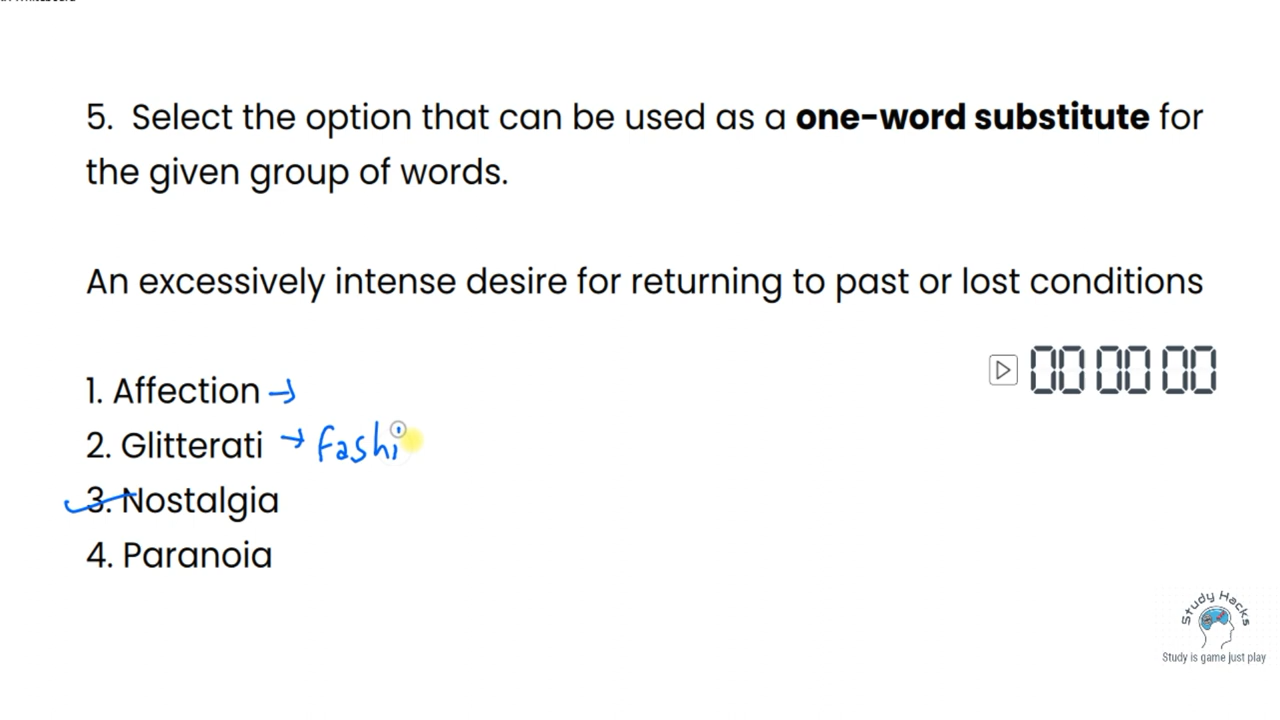 5. Select the option that can be used as a one-word substitute for
the given group of words.
An excessively intense desire for returning to past or lost conditions
00 00 00
1. Affection →
2. Glitterati → Fashi
3. Nostalgia
4. Paranoia
Study Hacks
Study is game just play